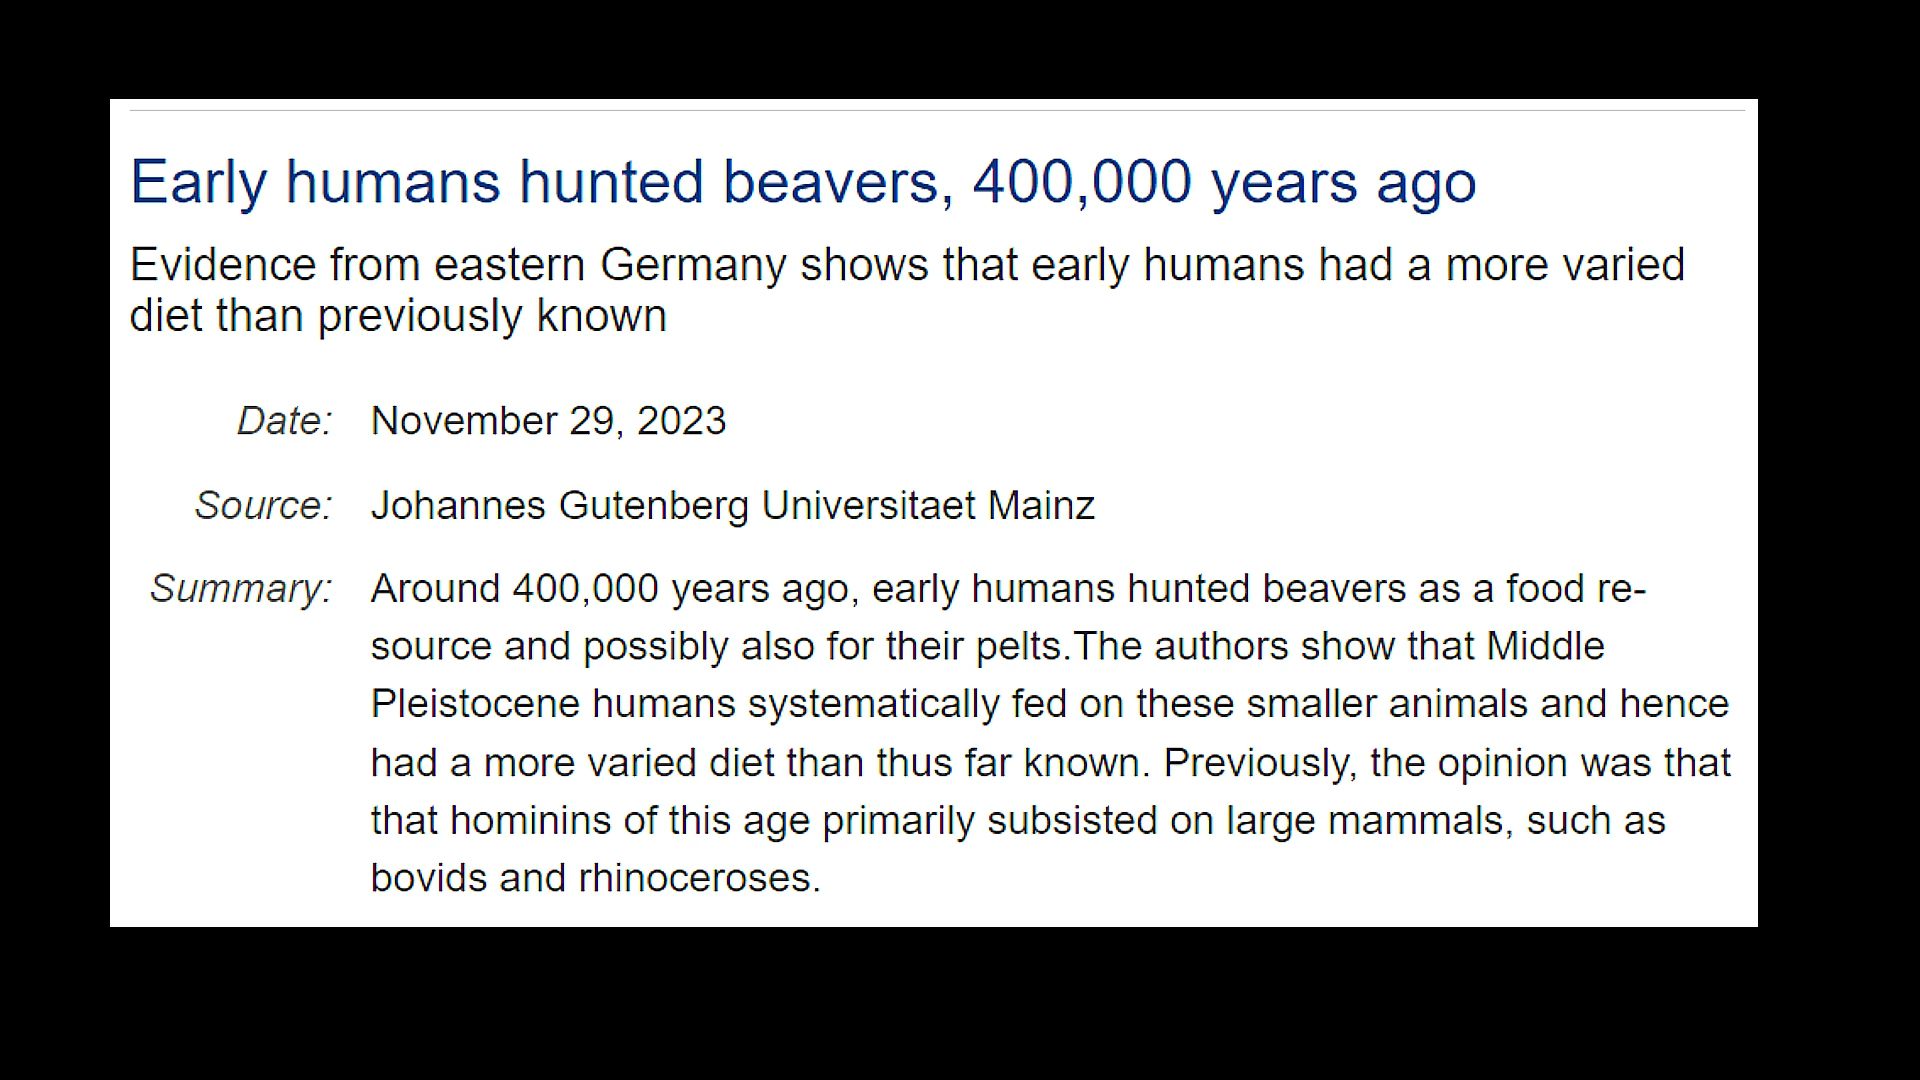 Early humans hunted beavers, 400,000 years ago
Evidence from eastern Germany shows that early humans had a more varied
diet than previously known
Date: November 29, 2023
Source: Johannes Gutenberg Universitaet Mainz
Summary: Around 400,000 years ago, early humans hunted beavers as a food re-
source and possibly also for their pelts.The authors show that Middle
Pleistocene humans systematically fed on these smaller animals and hence
had a more varied diet than thus far known. Previously, the opinion was that
that hominins of this age primarily subsisted on large mammals, such as
bovids and rhinoceroses.